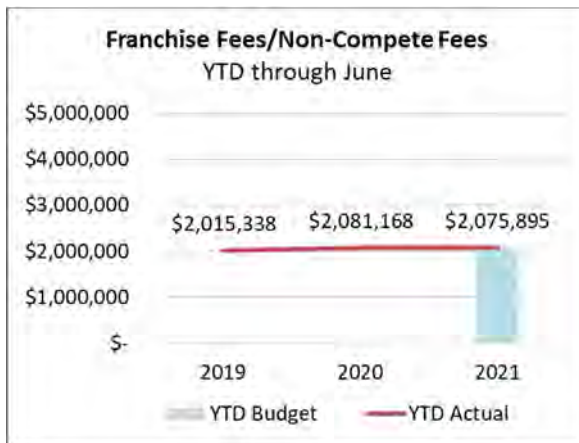 Franchise Fees/Non-Compete Fees
YTD through June
$5,000,000
$4,000,000
$3,000,000
$2,015,338 $2,081,168 $2,075,895
$2,000,000
$1,000,000
$-
2019 2020 2021
YTD Budget YTD Actual